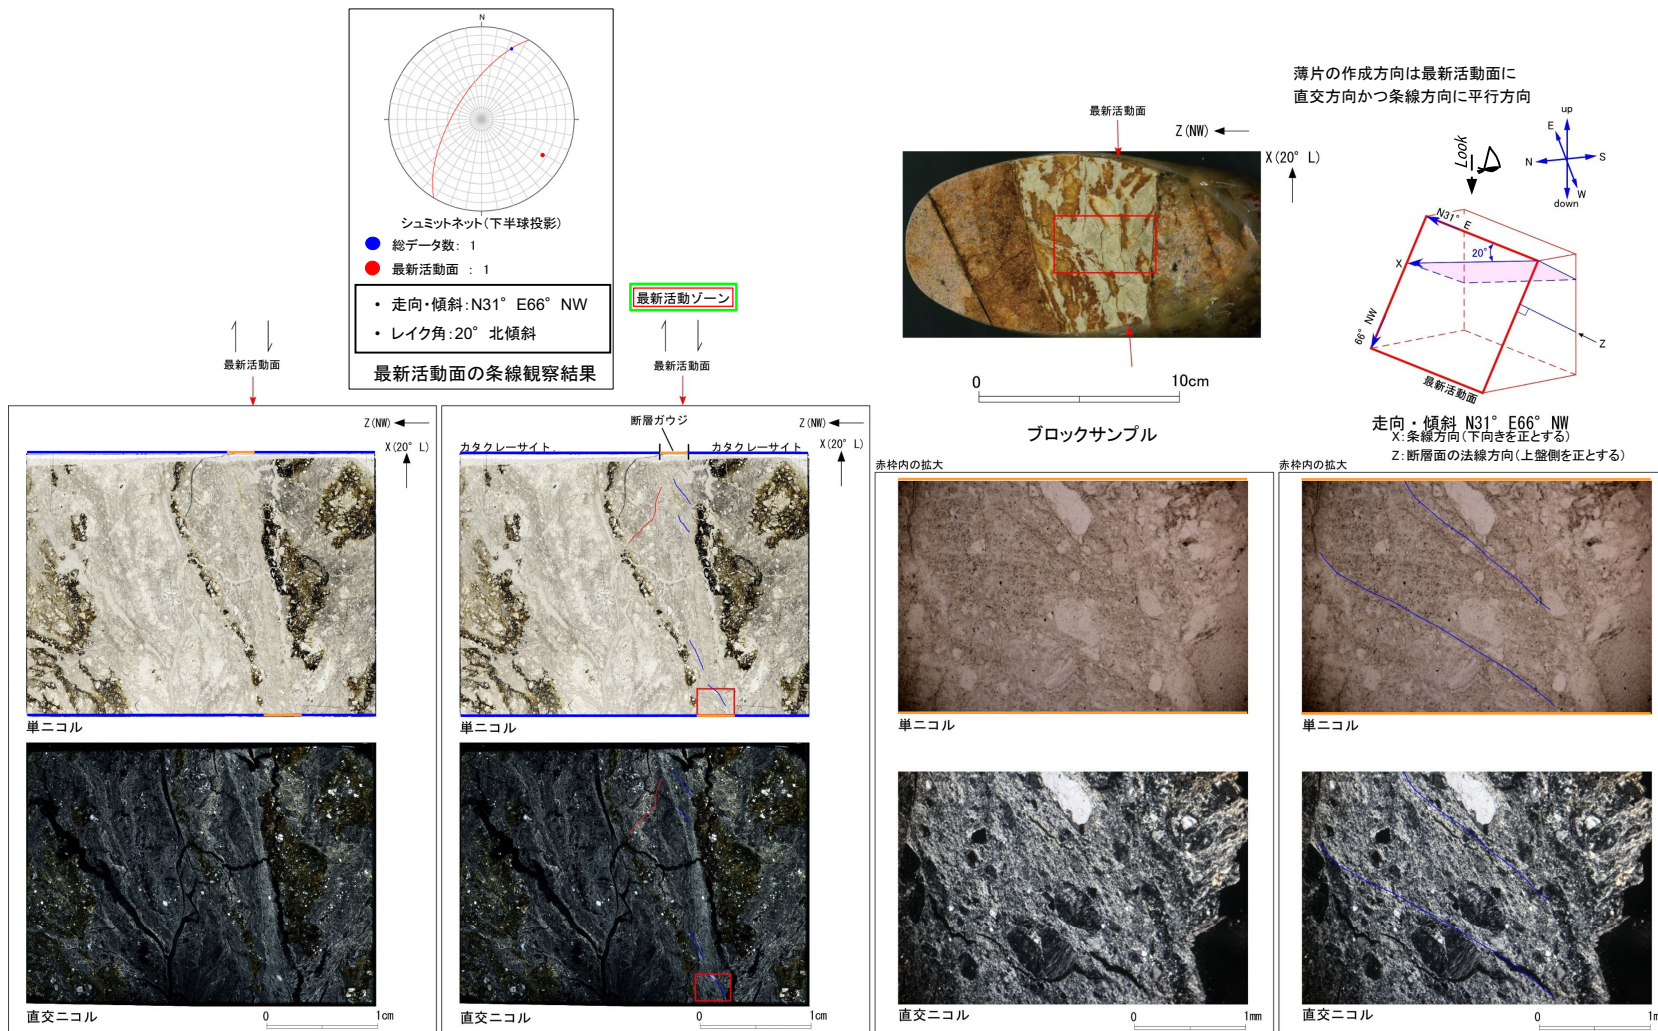 N
シュミットネット(下半球投影)
総データ数: 1
最新活動面 : 1
・ 走向・傾斜:N31° E66° NW
・ レイク角:20° 北傾斜
最新活動面の条線観察結果
最新活動面
最新活動ゾーン
最新活動面
Z(NW)
X(20° L)
単ニコル
直交ニコル
0 1cm
断層ガウジ
Z(NW)
カタクレーサイト
カタクレーサイト
X(20° L)
単ニコル
直交ニコル
0 1cm
最新活動面
Z(NW)
X(20° L)
0 10cm
ブロックサンプル
薄片の作成方向は最新活動面に
直交方向かつ条線方向に平行方向
up
E
N
S
W
down
Look
N31° E
20°
X
66° NW
Z
最新活動面
走向・傾斜 N31° E66° NW
X:条線方向(下向きを正とする)
Z:断層面の法線方向(上盤側を正とする)
赤枠内の拡大
単ニコル
直交ニコル
0 1mm
赤枠内の拡大
単ニコル
直交ニコル
0 1m